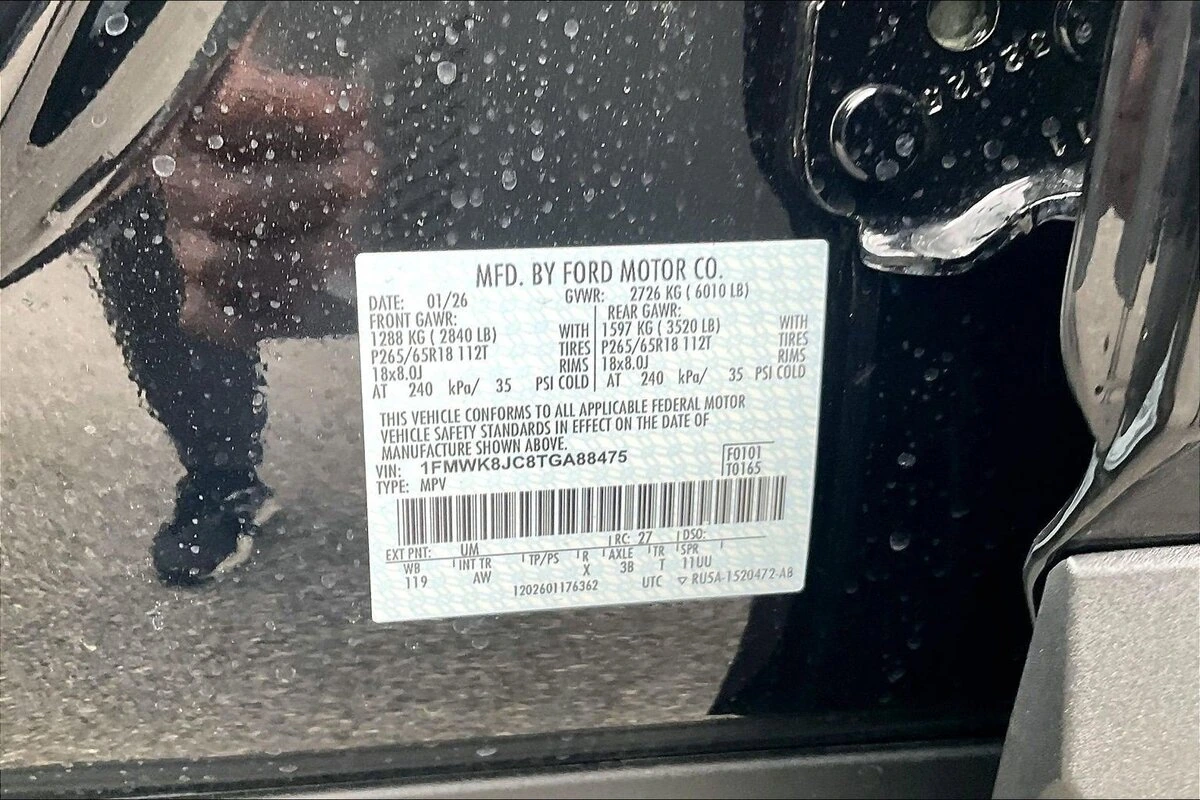 32425
MFD. BY FORD MOTOR CO.
DATE: 01/26 GVWR: 2726 KG ( 6010 LB)
FRONT GAWR:
1288 KG ( 2840 LB) WITH
P265/65R18 112T TIRES
18x8.0J RIMS
AT 240 kPa/ 35 PSI COLD
REAR GAWR:
1597 KG ( 3520 LB) WITH
P265/65R18 112T TIRES
18x8.0J RIMS
AT 240 kPa/ 35 PSI COLD
THIS VEHICLE CONFORMS TO ALL APPLICABLE FEDERAL MOTOR
VEHICLE SAFETY STANDARDS IN EFFECT ON THE DATE OF
MANUFACTURE SHOWN ABOVE.
VIN: 1FMWK8JC8TGA88475
F0101
TYPE: MPV
T0165
EXT PNT: UM RC: 27 DSO:
WB INT TR TP/PS R AXLE TR SPR
119 AW X 3B T 11UU
1202601176362 UTC ▽ RU5A-1520472-AB